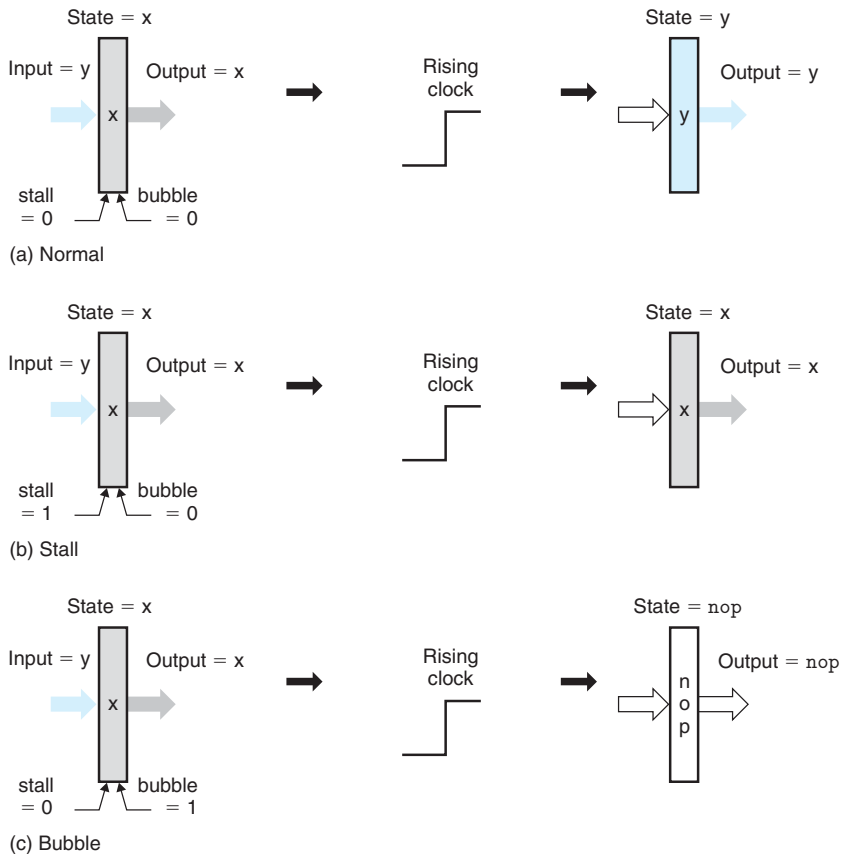 State = x
State = y
Input = y
Output = x
Rising
clock
Output = y
x
y
stall
= 0
bubble
= 0
(a) Normal
State = x
State = x
Input = y
Output = x
Rising
clock
Output = x
x
x
stall
= 1
bubble
= 0
(b) Stall
State = x
State = nop
Input = y
Output = x
Rising
clock
Output = nop
x
n
o
p
stall
= 0
bubble
= 1
(c) Bubble